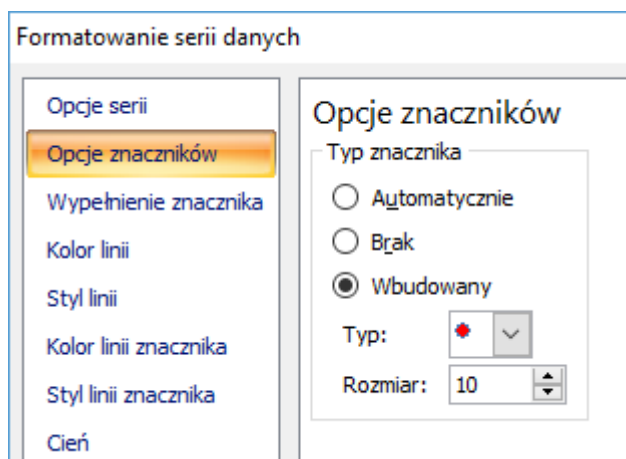 Formatowanie serii danych
Opcje serii
Opcje znaczników
Wypełnienie znacznika
Kolor linii
Styl linii
Kolor linii znacznika
Styl linii znacznika
Cień
Opcje znaczników
Typ znacznika
Automatycznie
Brak
Wbudowany
Typ:
Rozmiar: 10